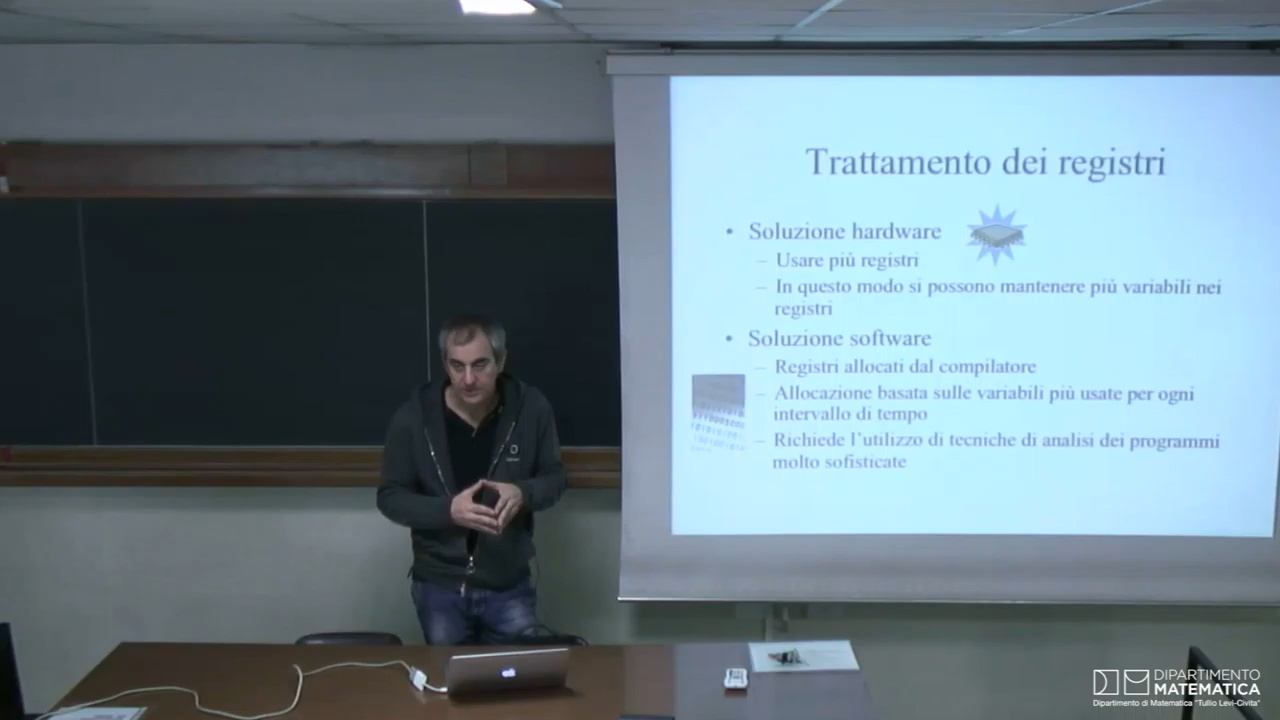 Trattamento dei registri
• Soluzione hardware
– Usare più registri
– In questo modo si possono mantenere più variabili nei
registri
• Soluzione software
– Registri allocati dal compilatore
– Allocazione basata sulle variabili più usate per ogni
intervallo di tempo
– Richiede l'utilizzo di tecniche di analisi dei programmi
molto sofisticate
DIPARTIMENTO
MATEMATICA
Dipartimento di Matematica "Tullio Levi-Civita"